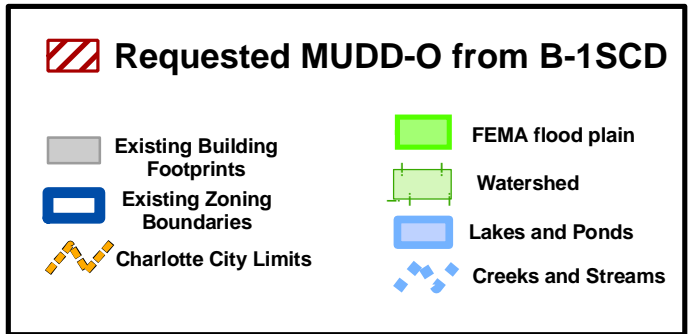 Requested MUDD-O from B-1SCD
Existing Building
Footprints
Existing Zoning
Boundaries
Charlotte City Limits
FEMA flood plain
Watershed
Lakes and Ponds
Creeks and Streams